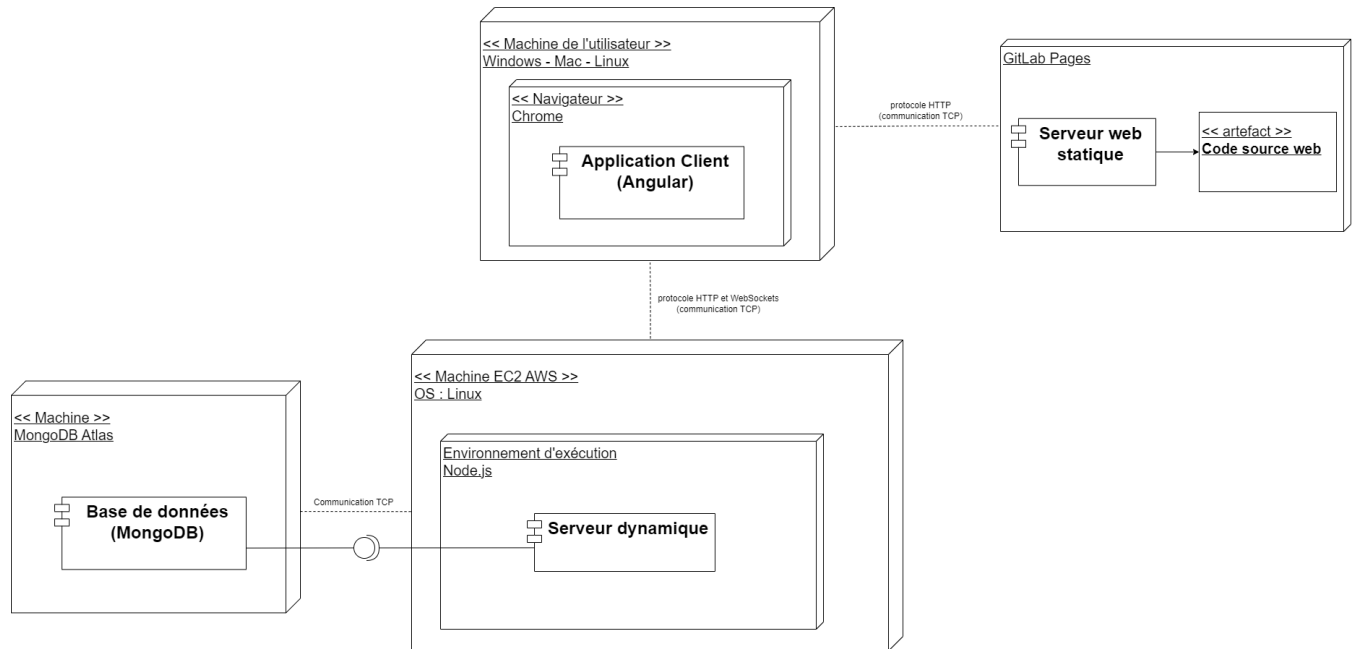 << Machine de l'utilisateur >>
Windows - Mac - Linux
<< Navigateur >>
Chrome
Application Client
(Angular)
protocole HTTP
(communication TCP)
GitLab Pages
Serveur web
statique
<< artefact >>
Code source web
protocole HTTP et WebSockets
(communication TCP)
<< Machine >>
MongoDB Atlas
Base de données
(MongoDB)
Communication TCP
<< Machine EC2 AWS >>
OS : Linux
Environnement d'exécution
Node.js
Serveur dynamique